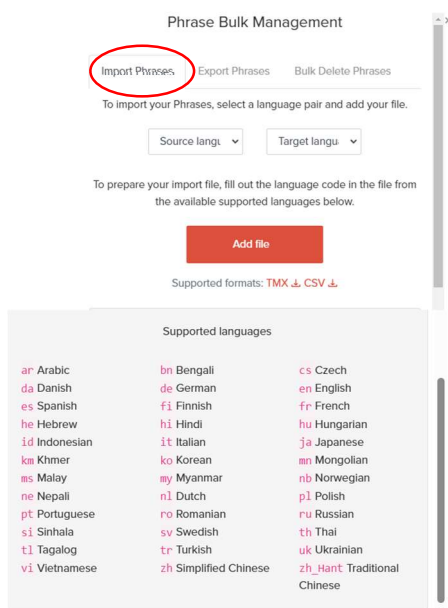 Phrase Bulk Management
Import Phrases Export Phrases Bulk Delete Phrases
To import your Phrases, select a language pair and add your file.
Source langu Target langu
To prepare your import file, fill out the language code in the file from
the available supported languages below.
Add file
Supported formats: TMX CSV
Supported languages
ar Arabic bn Bengali cs Czech
da Danish de German en English
es Spanish fi Finnish fr French
he Hebrew hi Hindi hu Hungarian
id Indonesian it Italian ja Japanese
km Khmer ko Korean mn Mongolian
ms Malay my Myanmar nb Norwegian
ne Nepali nl Dutch pl Polish
pt Portuguese ro Romanian ru Russian
si Sinhala sv Swedish th Thai
tl Tagalog tr Turkish uk Ukrainian
vi Vietnamese zh Simplified Chinese zh_Hant Traditional
Chinese